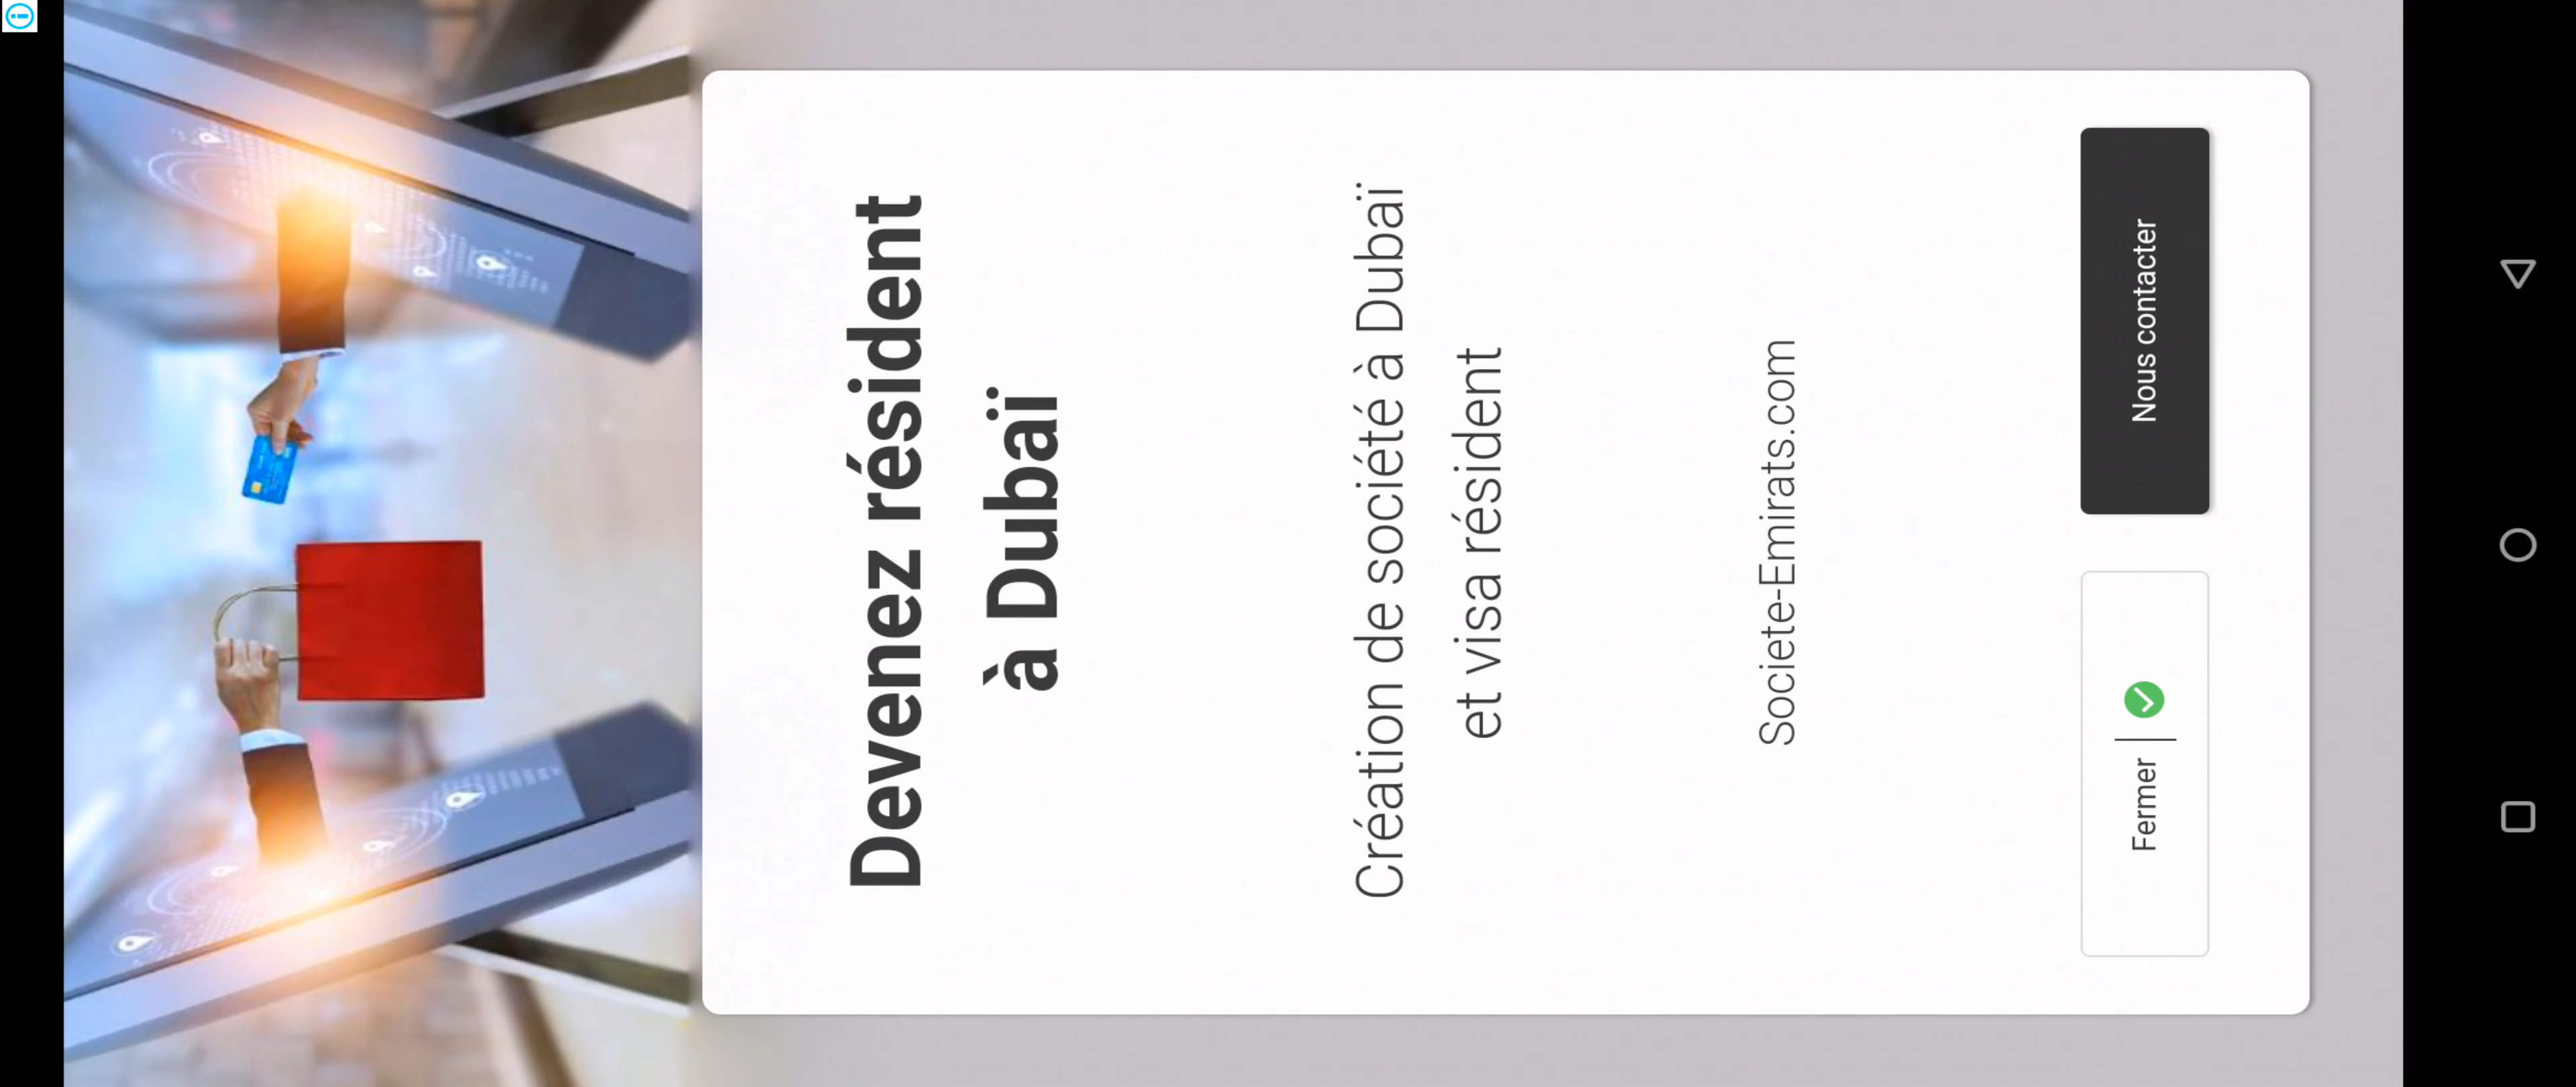 Devenez résident
à Dubaï
Création de société à Dubaï
et visa résident
Societe-Emirats.com
Fermer
Nous contacter